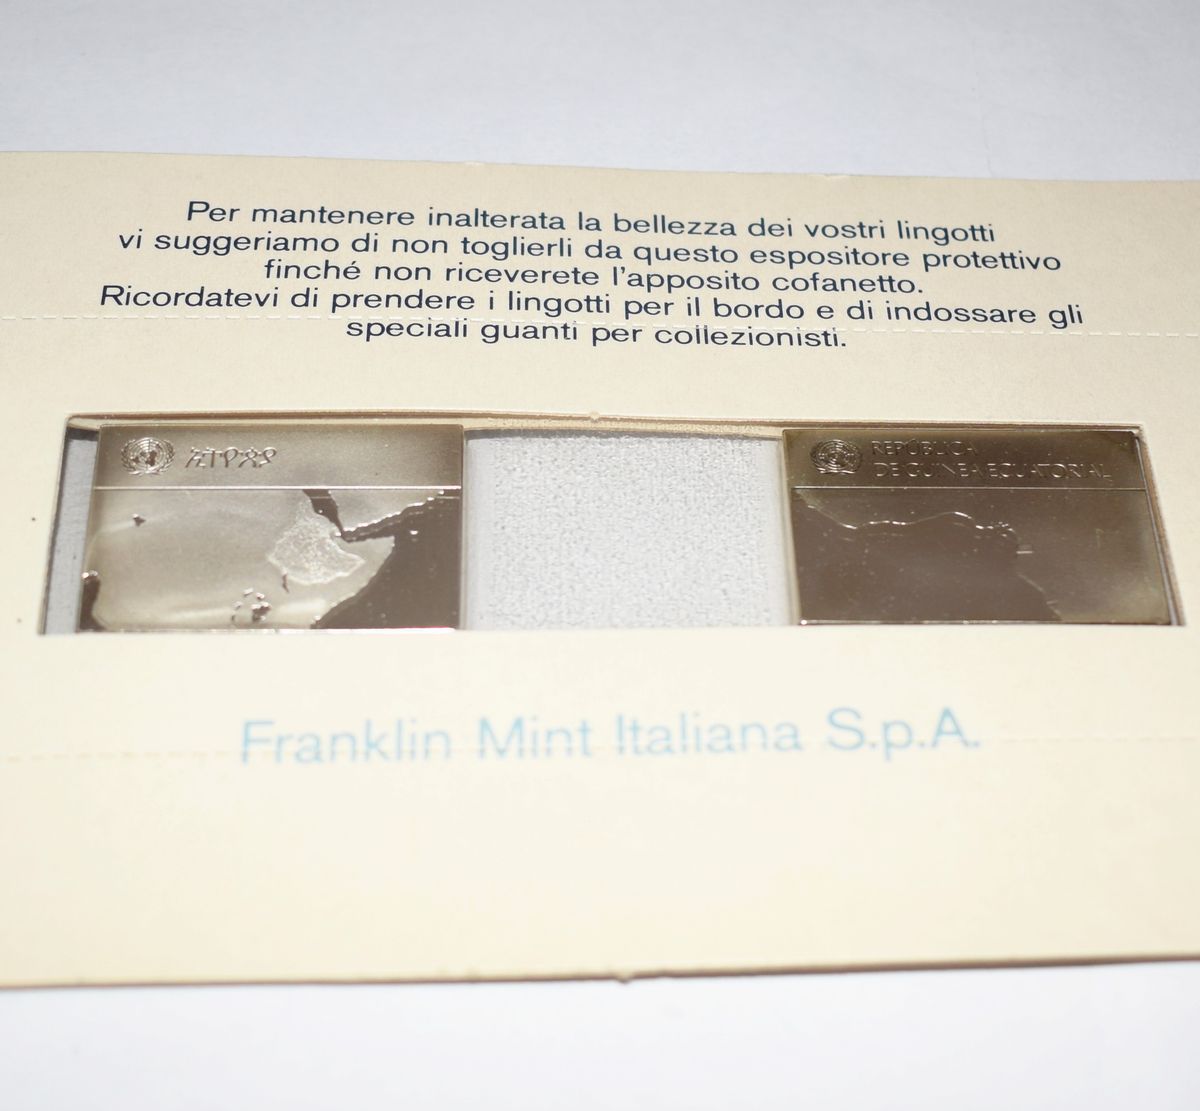 Per mantenere inalterata la bellezza dei vostri lingotti
vi suggeriamo di non toglierli da questo espositore protettivo
finché non riceverete l'apposito cofanetto.
Ricordatevi di prendere i lingotti per il bordo e di indossare gli
speciali guanti per collezionisti.
ኢትዮጵያ
REPÚBLICA
DE GUINEA ECUATORIAL
Franklin Mint Italiana S.p.A.